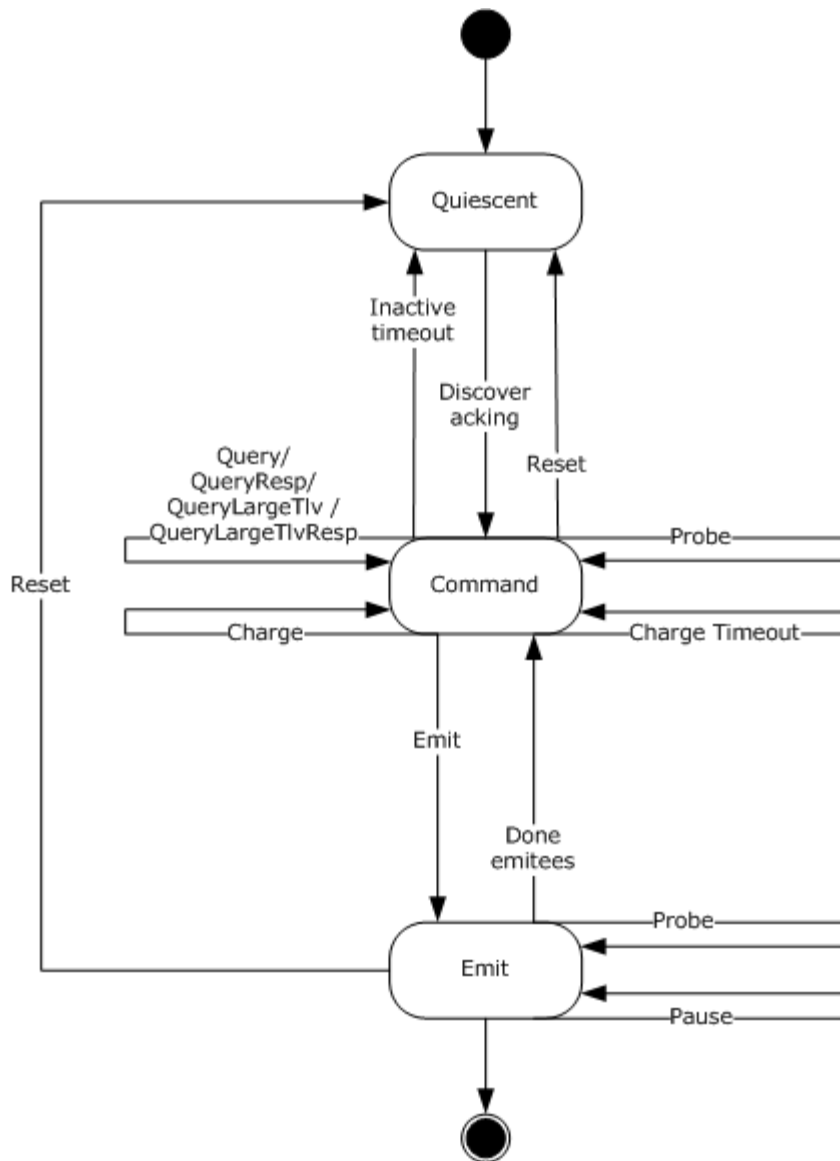 Quiescent
Inactive
timeout
Discover
acking
Reset
Query/
QueryResp/
QueryLargeTlv /
QueryLargeTlvResp
Probe
Reset
Command
Charge
Charge Timeout
Emit
Done
emitees
Probe
Emit
Pause